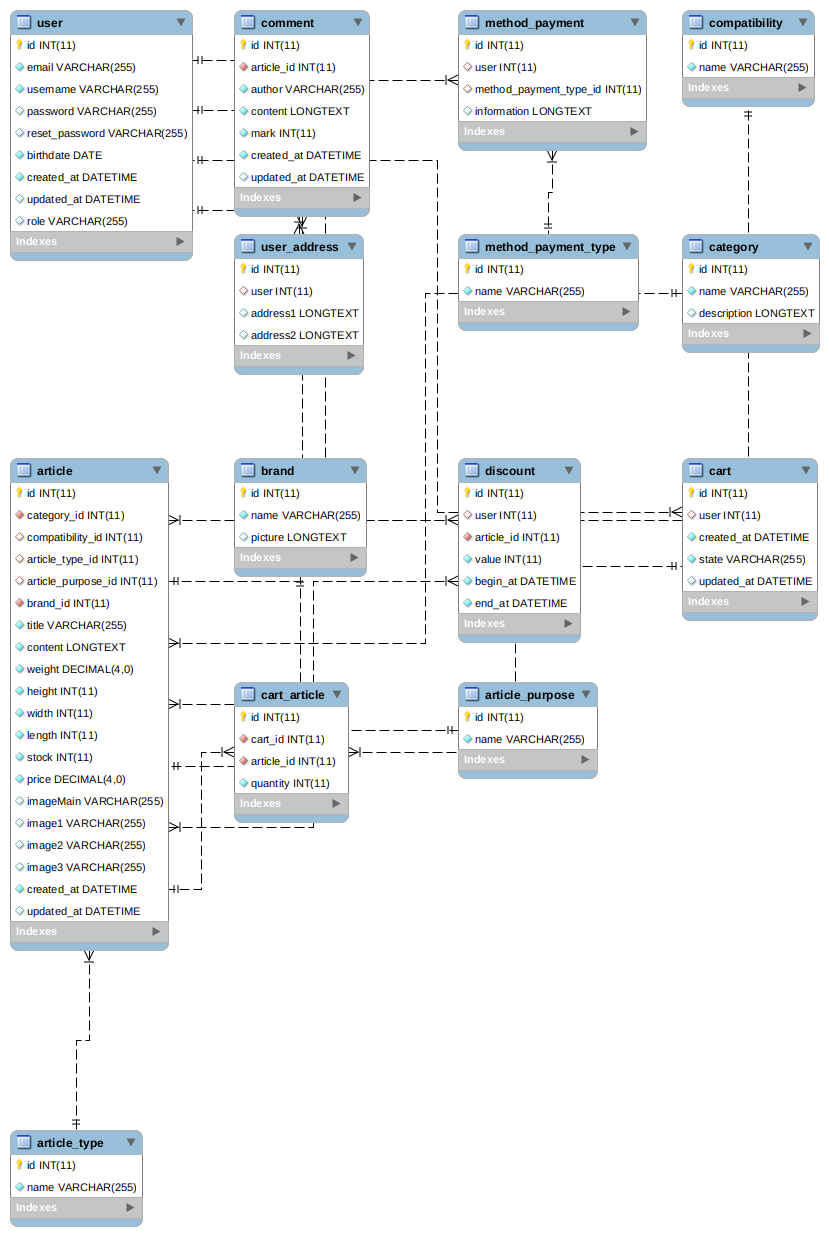 user
id INT(11)
email VARCHAR(255)
username VARCHAR(255)
password VARCHAR(255)
reset_password VARCHAR(255)
birthdate DATE
created_at DATETIME
updated_at DATETIME
role VARCHAR(255)
Indexes
comment
id INT(11)
article_id INT(11)
author VARCHAR(255)
content LONGTEXT
mark INT(11)
created_at DATETIME
updated_at DATETIME
Indexes
method_payment
id INT(11)
user INT(11)
method_payment_type_id INT(11)
information LONGTEXT
Indexes
compatibility
id INT(11)
name VARCHAR(255)
Indexes
user_address
id INT(11)
user INT(11)
address1 LONGTEXT
address2 LONGTEXT
Indexes
method_payment_type
id INT(11)
name VARCHAR(255)
Indexes
category
id INT(11)
name VARCHAR(255)
description LONGTEXT
Indexes
article
id INT(11)
category_id INT(11)
compatibility_id INT(11)
article_type_id INT(11)
article_purpose_id INT(11)
brand_id INT(11)
title VARCHAR(255)
content LONGTEXT
weight DECIMAL(4,0)
height INT(11)
width INT(11)
length INT(11)
stock INT(11)
price DECIMAL(4,0)
imageMain VARCHAR(255)
image1 VARCHAR(255)
image2 VARCHAR(255)
image3 VARCHAR(255)
created_at DATETIME
updated_at DATETIME
Indexes
brand
id INT(11)
name VARCHAR(255)
picture LONGTEXT
Indexes
discount
id INT(11)
user INT(11)
article_id INT(11)
value INT(11)
begin_at DATETIME
end_at DATETIME
Indexes
cart
id INT(11)
user INT(11)
created_at DATETIME
state VARCHAR(255)
updated_at DATETIME
Indexes
cart_article
id INT(11)
cart_id INT(11)
article_id INT(11)
quantity INT(11)
Indexes
article_purpose
id INT(11)
name VARCHAR(255)
Indexes
article_type
id INT(11)
name VARCHAR(255)
Indexes